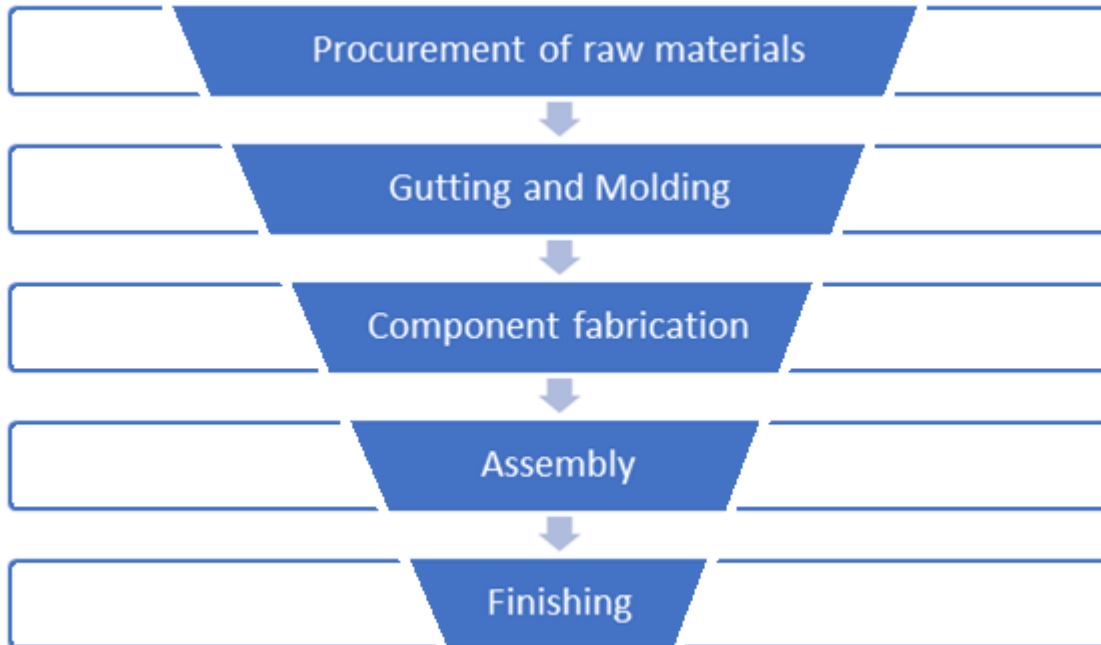 Procurement of raw materials
Gutting and Molding
Component fabrication
Assembly
Finishing